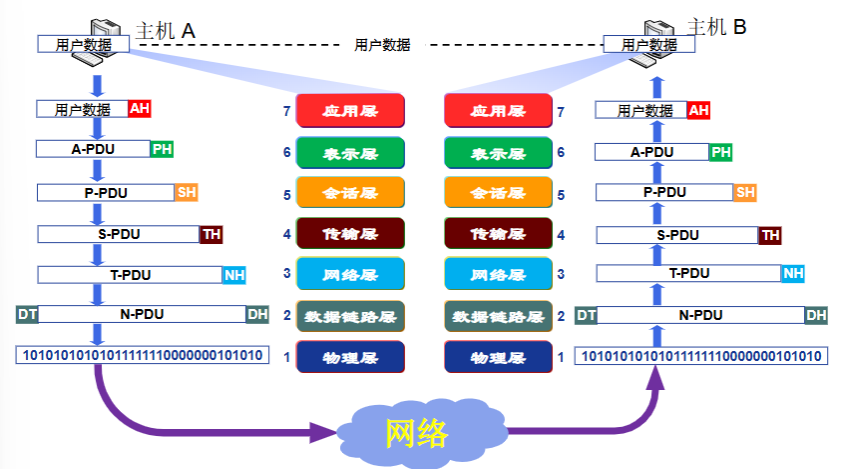 主机 A
主机 B
用户数据
用户数据
用户数据
用户数据 AH
7 应用层
应用层 7
用户数据 AH
A-PDU PH
6 表示层
表示层 6
A-PDU PH
P-PDU SH
5 会话层
会话层 5
P-PDU SH
S-PDU TH
4 传输层
传输层 4
S-PDU TH
T-PDU NH
3 网络层
网络层 3
T-PDU NH
DT N-PDU DH
2 数据链路层
数据链路层 2
DT N-PDU DH
101010101010111111110000000101010
1 物理层
物理层 1
101010101010111111110000000101010
网络